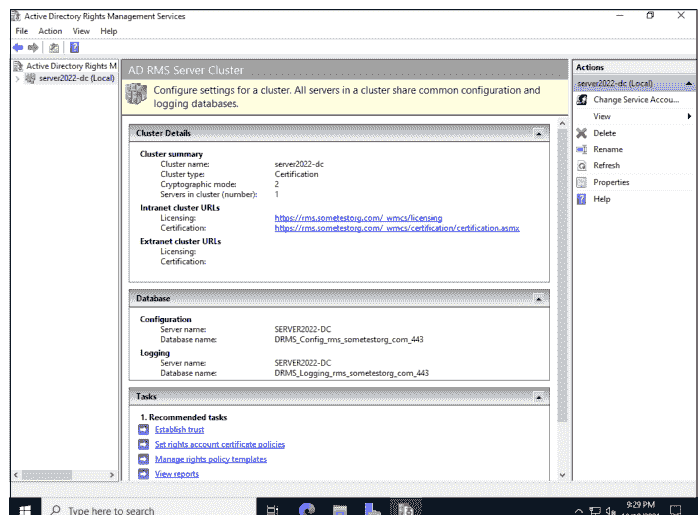 Active Directory Rights Management Services
File Action View Help
Active Directory Rights M
server2022-dc (Local)
AD RMS Server Cluster
Configure settings for a cluster. All servers in a cluster share common configuration and
logging databases.
Cluster Details
Cluster summary
Cluster name: server2022-dc
Cluster type: Certification
Cryptographic mode: 2
Servers in cluster (number): 1
Intranet cluster URLs
Licensing: https://rms.sometestorg.com/_wmcs/licensing
Certification: https://rms.sometestorg.com/_wmcs/certification/certification.asmx
Extranet cluster URLs
Licensing:
Certification:
Database
Configuration
Server name: SERVER2022-DC
Database name: DRMS_Config_rms_sometestorg_com_443
Logging
Server name: SERVER2022-DC
Database name: DRMS_Logging_rms_sometestorg_com_443
Tasks
1. Recommended tasks
Establish trust
Set rights account certificate policies
Manage rights policy templates
View reports
Actions
server2022-dc (Local)
Change Service Accou...
View
Delete
Rename
Refresh
Properties
Help
Type here to search
9:29 PM